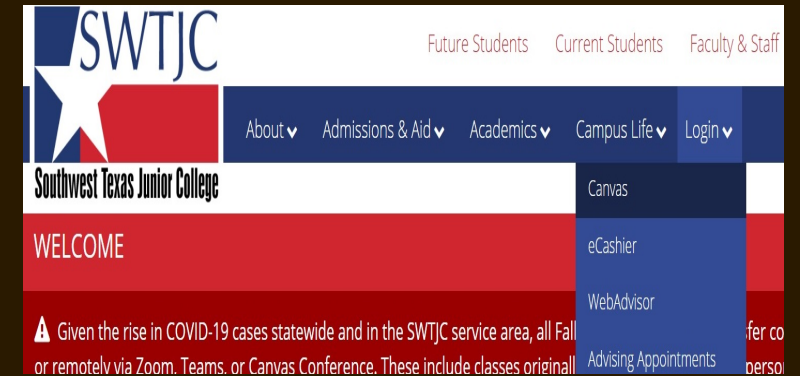 SWTJC
Southwest Texas Junior College
Future Students Current Students Faculty & Staff
About Admissions & Aid Academics Campus Life Login
Canvas
eCashier
WebAdvisor
Advising Appointments
WELCOME
Given the rise in COVID-19 cases statewide and in the SWTJC service area, all Fall
or remotely via Zoom, Teams, or Canvas Conference. These include classes